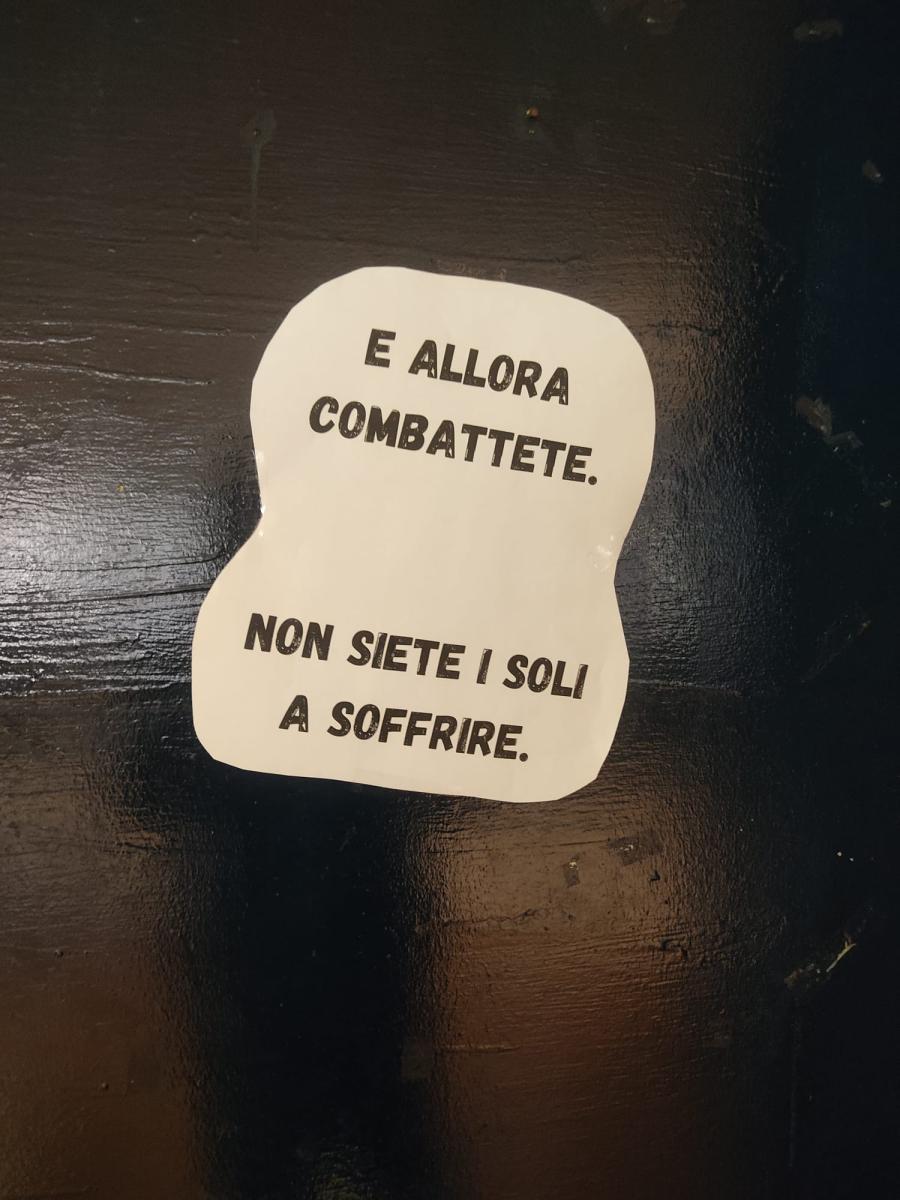 E ALLORA
COMBATTETE.
NON SIETE I SOLI
A SOFFRIRE.